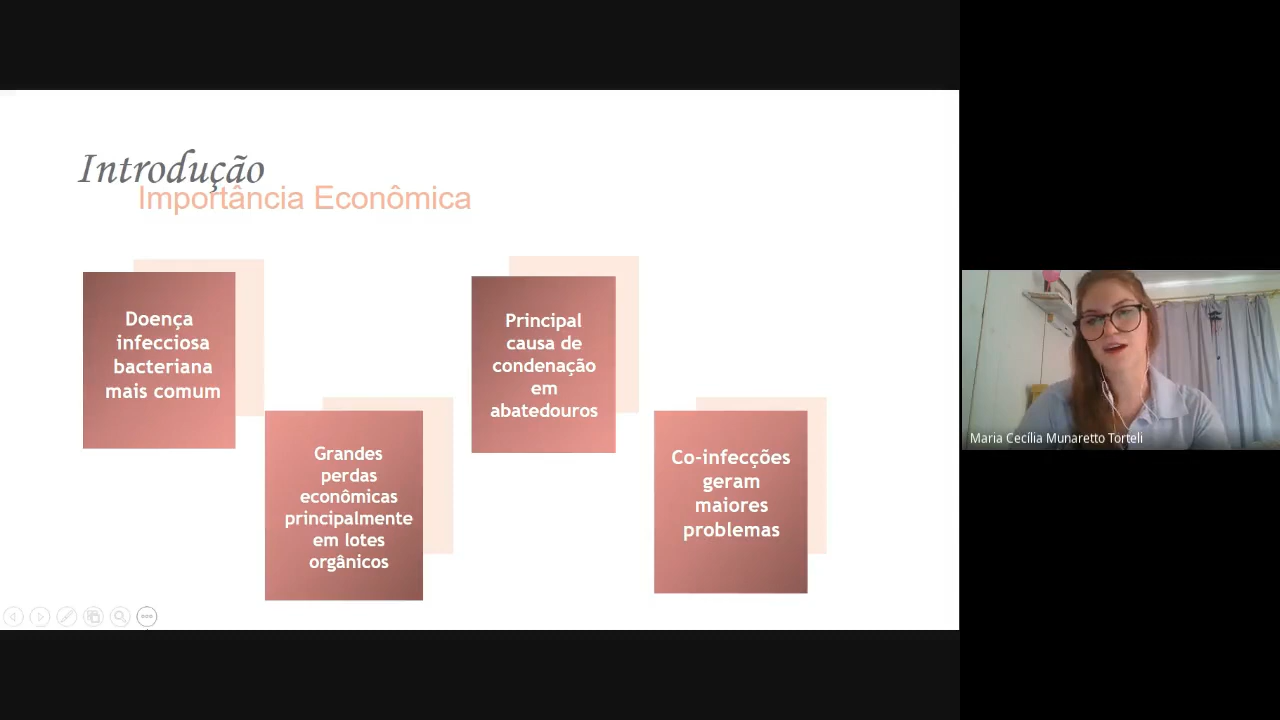 Introdução
Importância Econômica
Doença
infecciosa
bacteriana
mais comum
Grandes
perdas
econômicas
principalmente
em lotes
orgânicos
Principal
causa de
condenação
em
abatedouros
Co-infecções
geram
maiores
problemas
Maria Cecília Munaretto Torteli